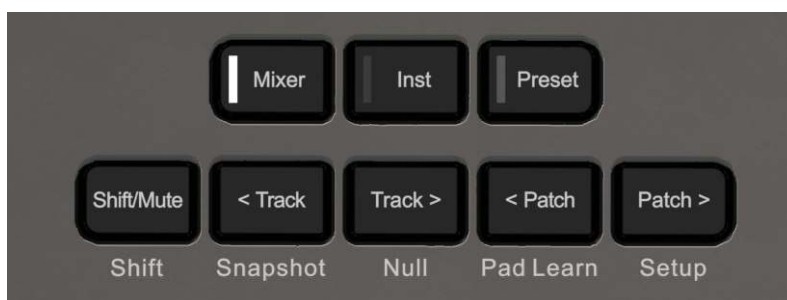 Mixer Inst Preset
Shift/Mute < Track Track > < Patch Patch >
Shift Snapshot Null Pad Learn Setup